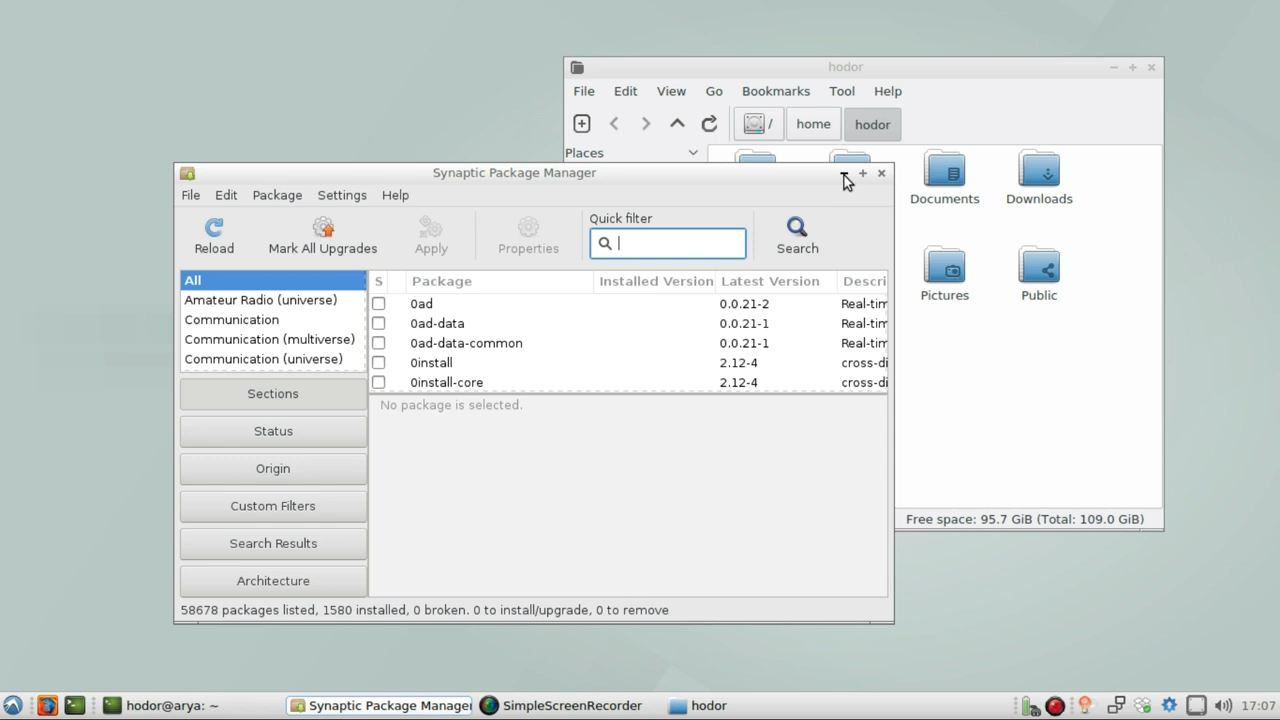 hodor
File Edit View Go Bookmarks Tool Help
/ home hodor
Places
Documents Downloads
Pictures Public
Free space: 95.7 GiB (Total: 109.0 GiB)
Synaptic Package Manager
File Edit Package Settings Help
Quick filter
Reload Mark All Upgrades Apply Properties Search
All
Amateur Radio (universe)
Communication
Communication (multiverse)
Communication (universe)
S Package Installed Version Latest Version Descri
0ad 0.0.21-2 Real-tim
0ad-data 0.0.21-1 Real-tim
0ad-data-common 0.0.21-1 Real-tim
0install 2.12-4 cross-di
0install-core 2.12-4 cross-di
No package is selected.
Sections
Status
Origin
Custom Filters
Search Results
Architecture
58678 packages listed, 1580 installed, 0 broken. 0 to install/upgrade, 0 to remove
hodor@arya: ~ Synaptic Package Manager SimpleScreenRecorder hodor 17:07